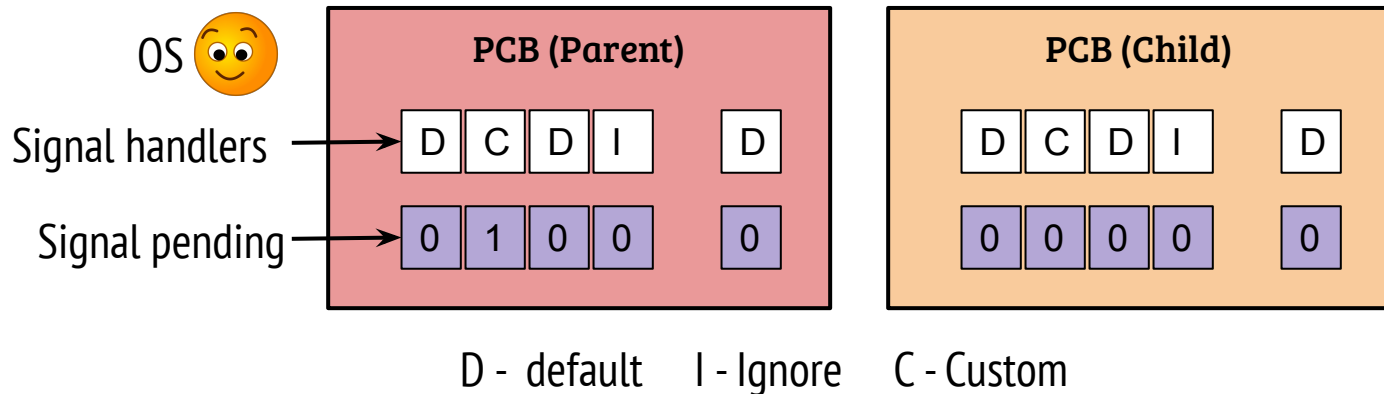 OS
PCB (Parent)
PCB (Child)
Signal handlers
D C D I D
D C D I D
Signal pending
0 1 0 0 0
0 0 0 0 0
D - default I - Ignore C - Custom